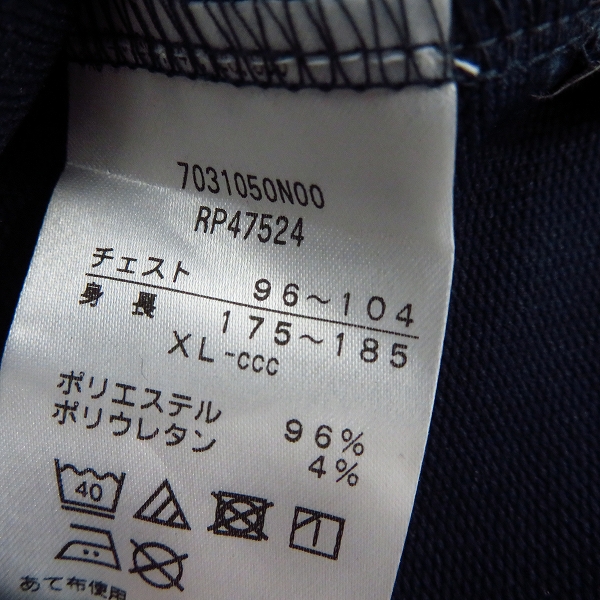 7031050N00
RP47524
チェスト 96～104
身長 175～185
XL-ccc
ポリエステル 96%
ポリウレタン 4%
40
あて布使用